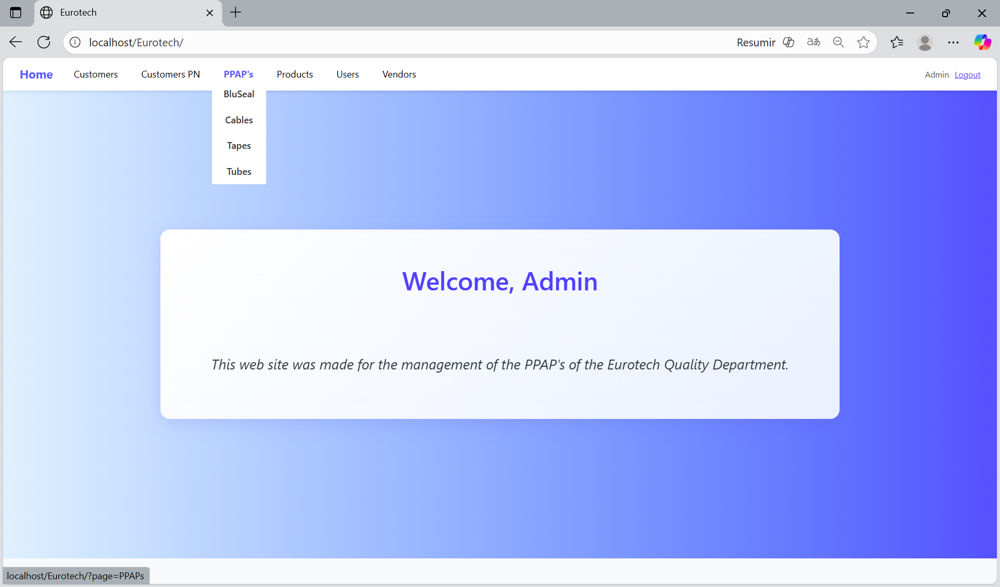 Eurotech
localhost/Eurotech/
Resumir
aあ
Home Customers Customers PN PPAP's Products Users Vendors Admin Logout
BluSeal
Cables
Tapes
Tubes
Welcome, Admin
This web site was made for the management of the PPAP's of the Eurotech Quality Department.
localhost/Eurotech/?page=PPAPs